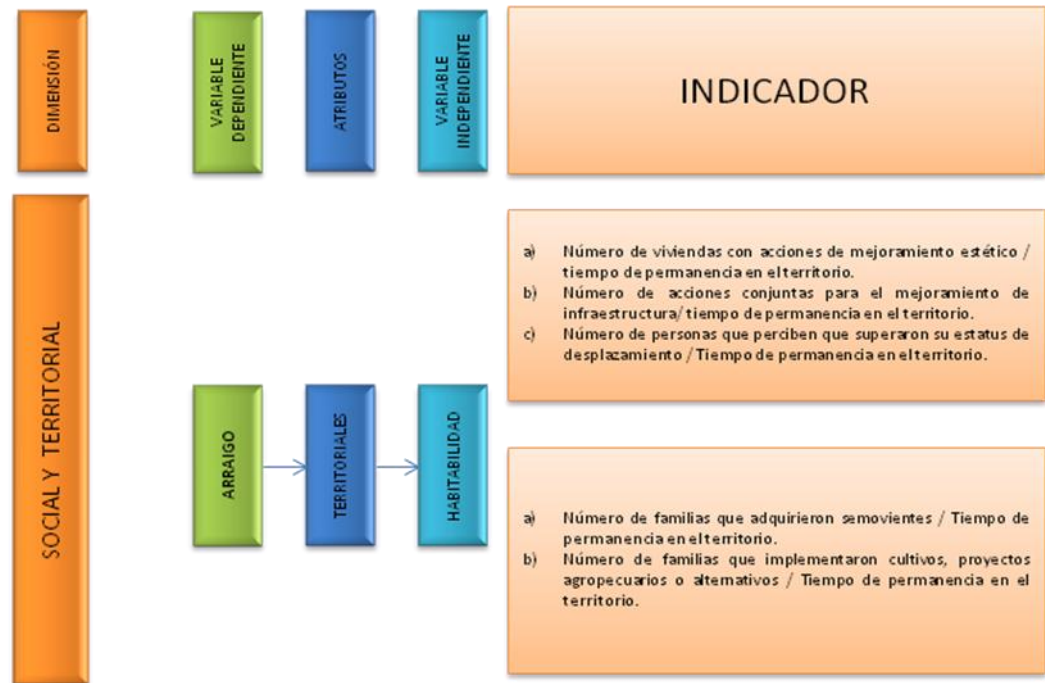 DIMENSIÓN
VARIABLE
DEPENDIENTE
ATRIBUTOS
VARIABLE
INDEPENDIENTE
INDICADOR
SOCIAL Y TERRITORIAL
ARRAIGO
TERRITORIALES
HABITABILIDAD
a) Número de viviendas con acciones de mejoramiento estético /
tiempo de permanencia en el territorio.
b) Número de acciones conjuntas para el mejoramiento de
infraestructura/ tiempo de permanencia en el territorio.
c) Número de personas que perciben que superaron su estatus de
desplazamiento / Tiempo de permanencia en el territorio.
a) Número de familias que adquirieron semovientes / Tiempo de
permanencia en el territorio.
b) Número de familias que implementaron cultivos, proyectos
agropecuarios o alternativos / Tiempo de permanencia en el
territorio.